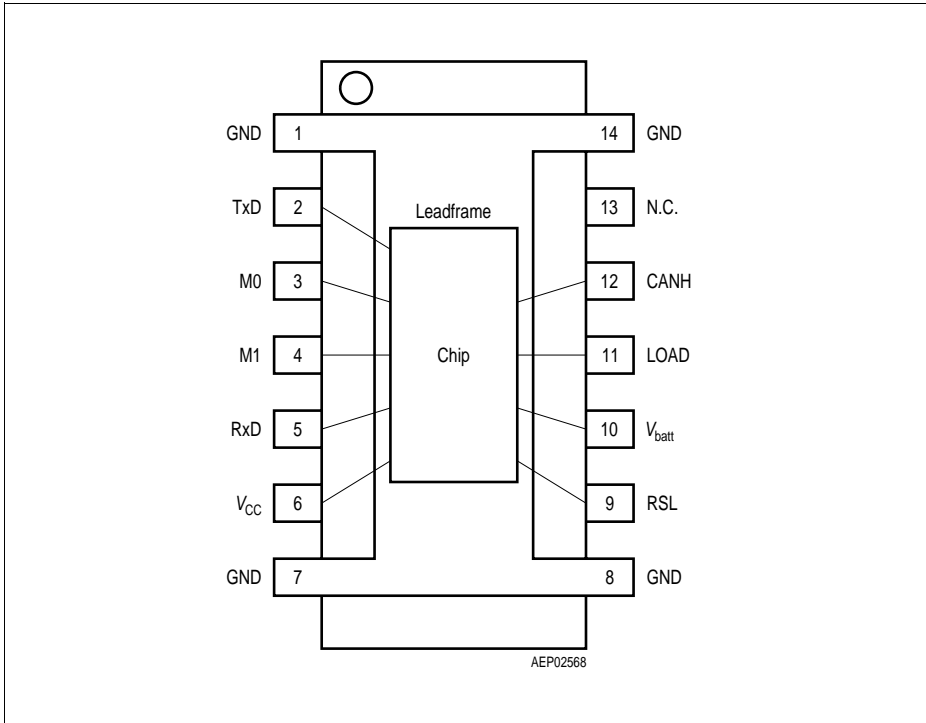 GND 1 14 GND
TxD 2 13 N.C.
Leadframe
M0 3 12 CANH
M1 4 Chip 11 LOAD
RxD 5 10 Vbatt
VCC 6 9 RSL
GND 7 8 GND
AEP02568